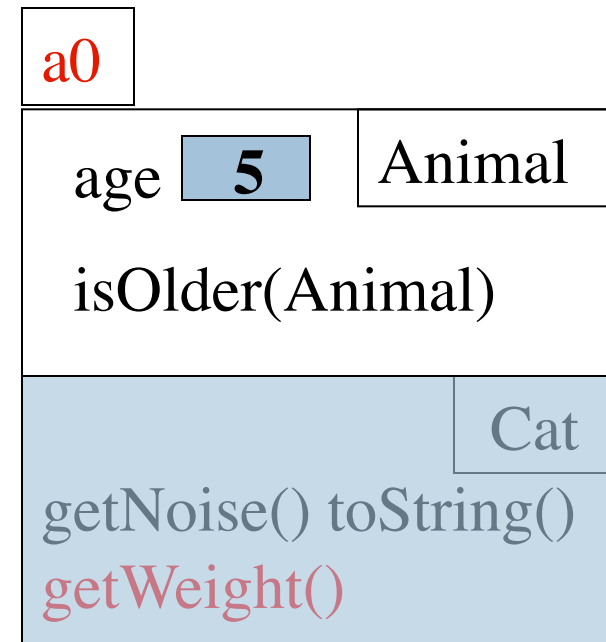 a0
age 5 Animal
isOlder(Animal)
Cat
getNoise() toString()
getWeight()